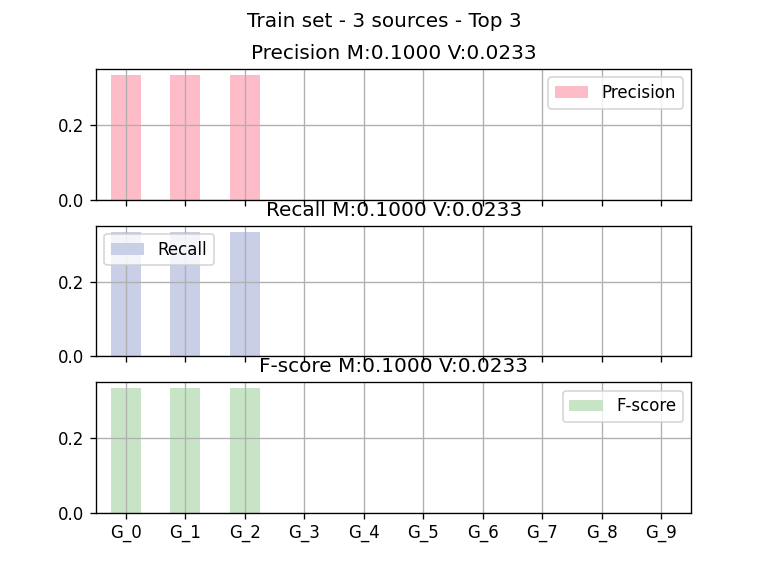 Train set - 3 sources - Top 3
Precision M:0.1000 V:0.0233
Precision
0.2
0.0
Recall M:0.1000 V:0.0233
Recall
0.2
0.0
F-score M:0.1000 V:0.0233
F-score
0.2
0.0
G_0 G_1 G_2 G_3 G_4 G_5 G_6 G_7 G_8 G_9